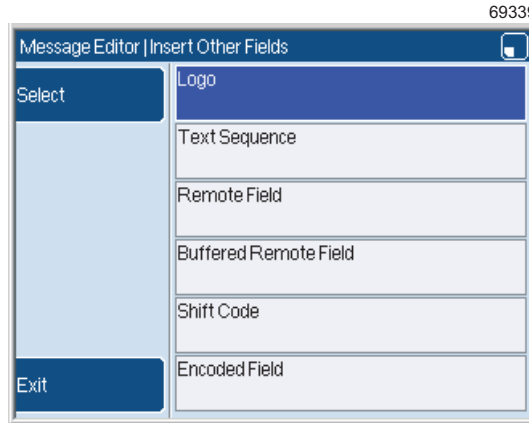 69339
Message Editor | Insert Other Fields
Select
Logo
Text Sequence
Remote Field
Buffered Remote Field
Shift Code
Encoded Field
Exit